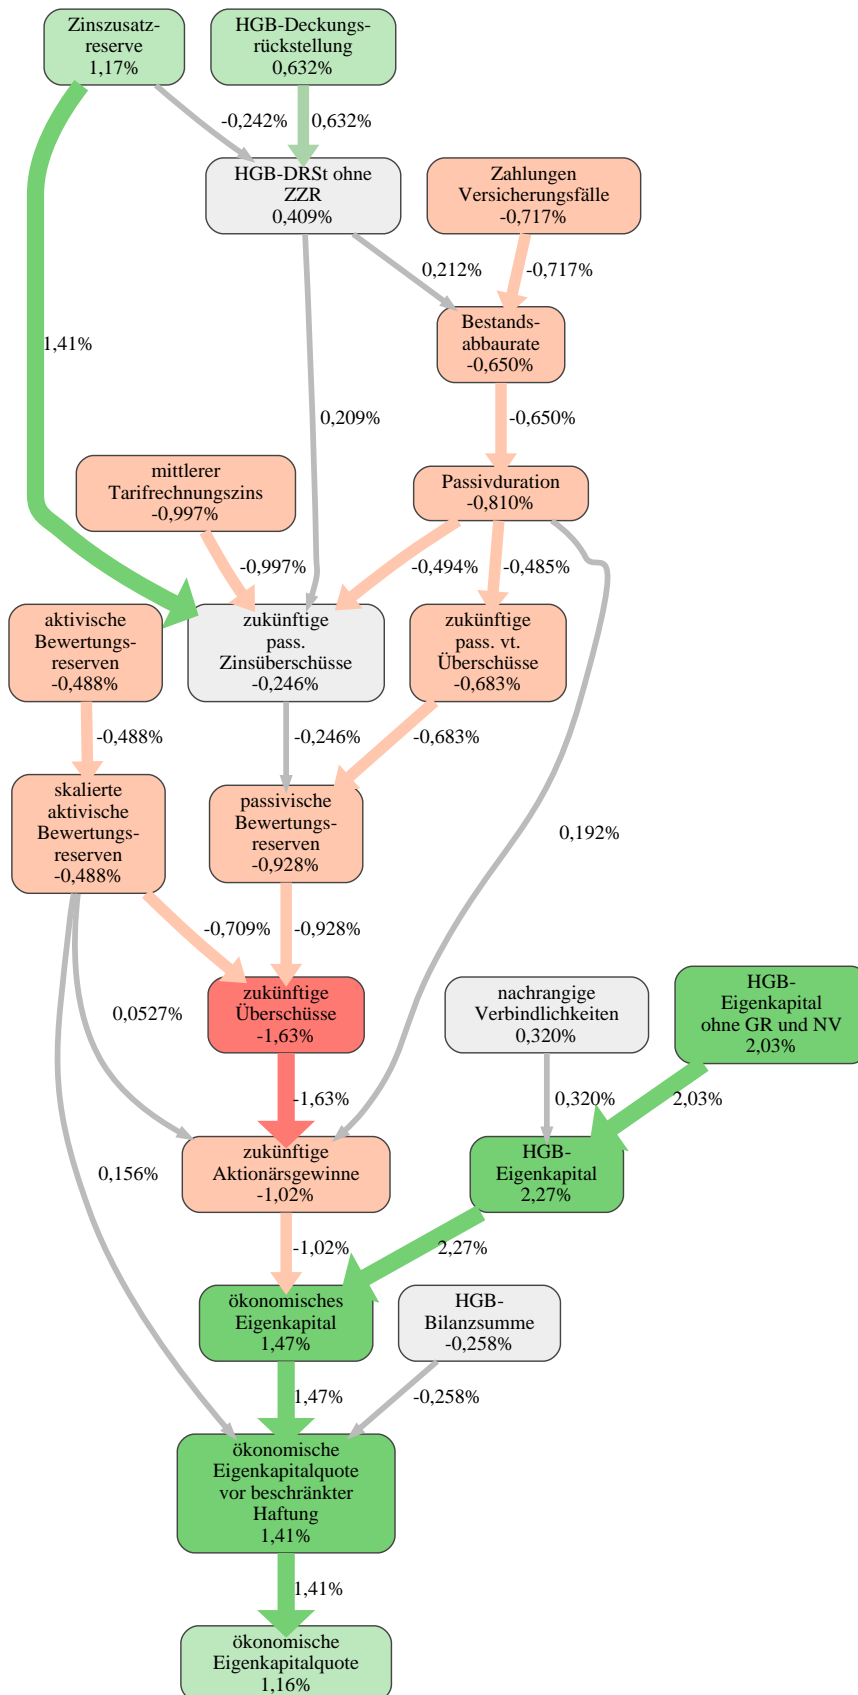 Zinszusatz-
reserve
1,17%
HGB-Deckungs-
rückstellung
0,632%
-0,242%
0,632%
HGB-DRSt ohne
ZZR
0,409%
Zahlungen
Versicherungsfälle
-0,717%
0,212%
-0,717%
Bestands-
abbaurate
-0,650%
1,41%
0,209%
-0,650%
mittlerer
Tarifrechnungszins
-0,997%
Passivduration
-0,810%
-0,997%
-0,494%
-0,485%
aktivische
Bewertungs-
reserven
-0,488%
zukünftige
pass.
Zinsüberschüsse
-0,246%
zukünftige
pass. vt.
Überschüsse
-0,683%
-0,488%
-0,246%
-0,683%
skalierte
aktivische
Bewertungs-
reserven
-0,488%
passivische
Bewertungs-
reserven
-0,928%
0,192%
-0,709%
-0,928%
zukünftige
Überschüsse
-1,63%
nachrangige
Verbindlichkeiten
0,320%
HGB-
Eigenkapital
ohne GR und NV
2,03%
0,0527%
-1,63%
0,320%
2,03%
0,156%
zukünftige
Aktionärsgewinne
-1,02%
HGB-
Eigenkapital
2,27%
-1,02%
2,27%
ökonomisches
Eigenkapital
1,47%
HGB-
Bilanzsumme
-0,258%
1,47%
-0,258%
ökonomische
Eigenkapitalquote
vor beschränkter
Haftung
1,41%
1,41%
ökonomische
Eigenkapitalquote
1,16%